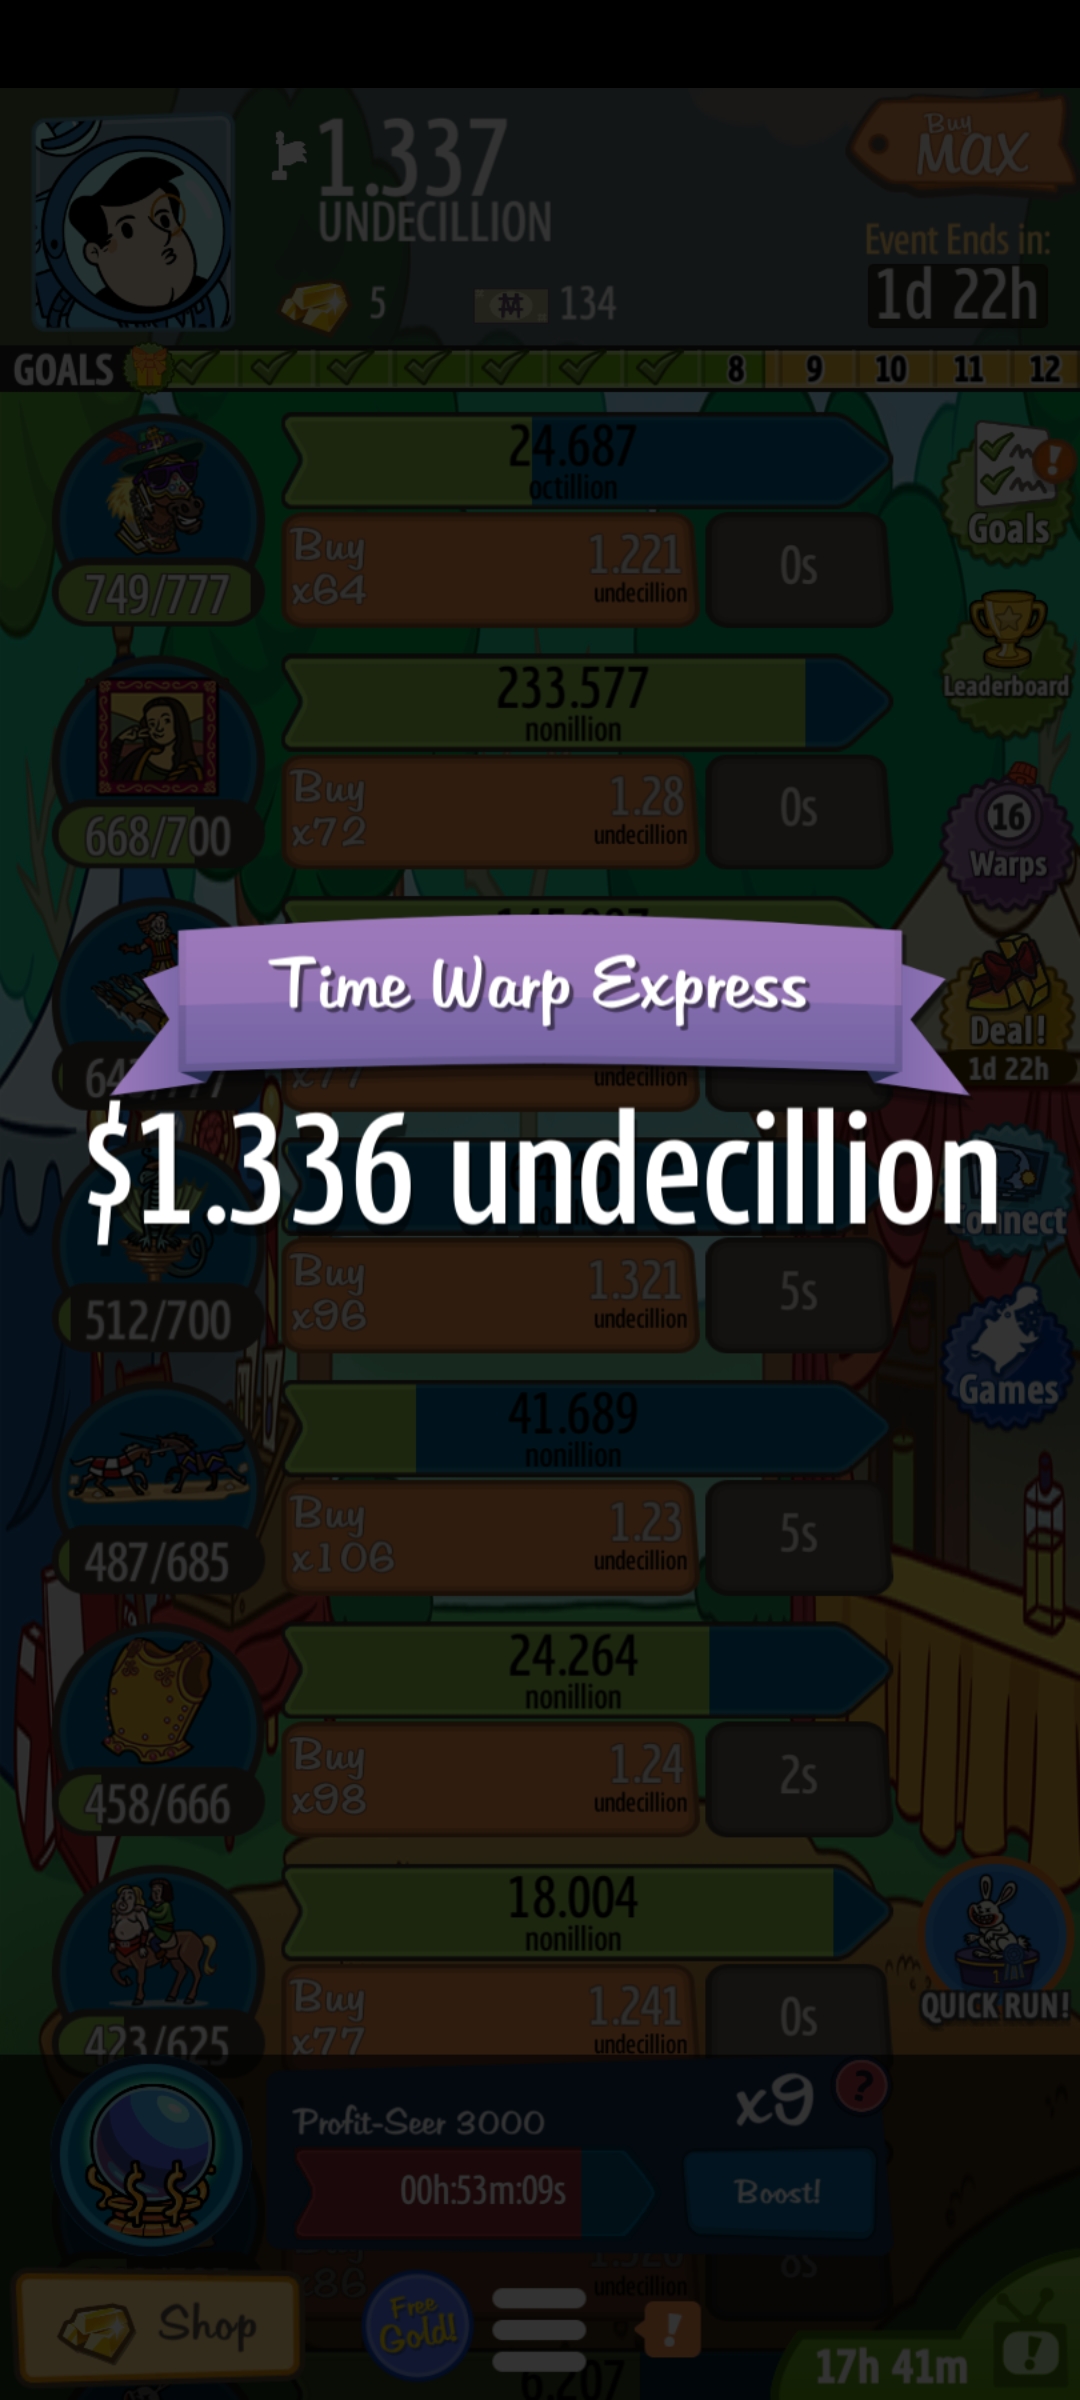 1.337
UNDECILLION
Buy
MAX
Event Ends in:
1d 22h
5
134
GOALS
8
9
10
11
12
24.687
octillion
Buy
x64
1.221
undecillion
0s
749/777
Goals
233.577
nonillion
Buy
x72
1.28
undecillion
0s
668/700
Leaderboard
16
Warps
Time Warp Express
undecillion
Deal!
1d 22h
$1.336 undecillion
Buy
x96
1.321
undecillion
5s
512/700
Games
41.689
nonillion
Buy
x106
1.23
undecillion
5s
487/685
24.264
nonillion
Buy
x98
1.24
undecillion
2s
458/666
18.004
nonillion
Buy
x77
1.241
undecillion
0s
423/625
QUICK RUN!
Profit-Seer 3000
x9
?
00h:53m:09s
Boost!
x86
undecillion
Shop
Free
Gold!
!
6.207
17h 41m
!